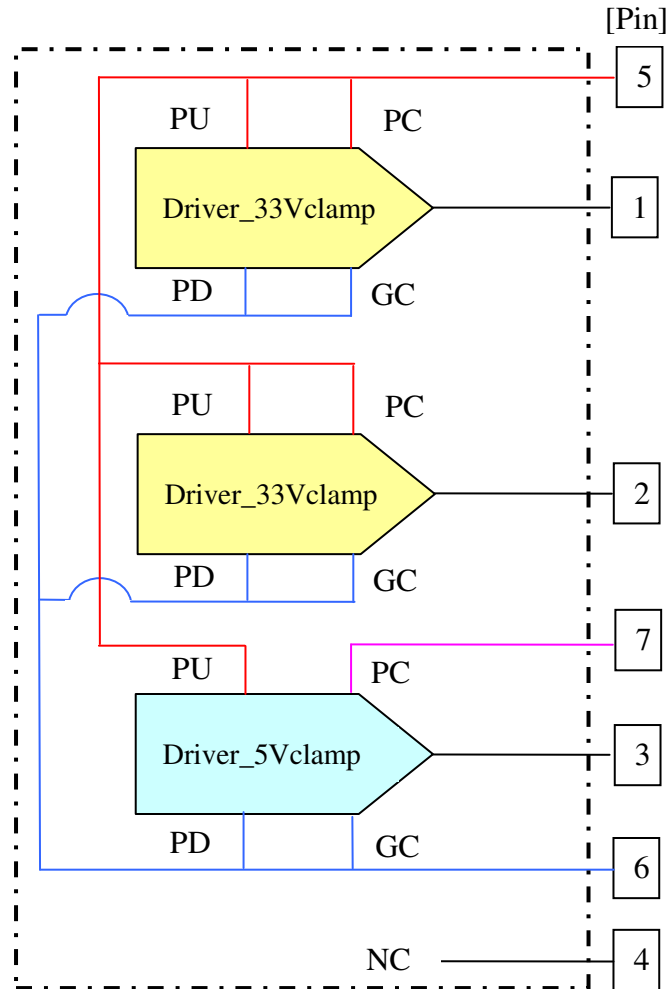 [Pin]
5
PU PC
Driver_33Vclamp
1
PD GC
PU PC
Driver_33Vclamp
2
PD GC
7
PU PC
Driver_5Vclamp
3
PD GC
6
NC
4